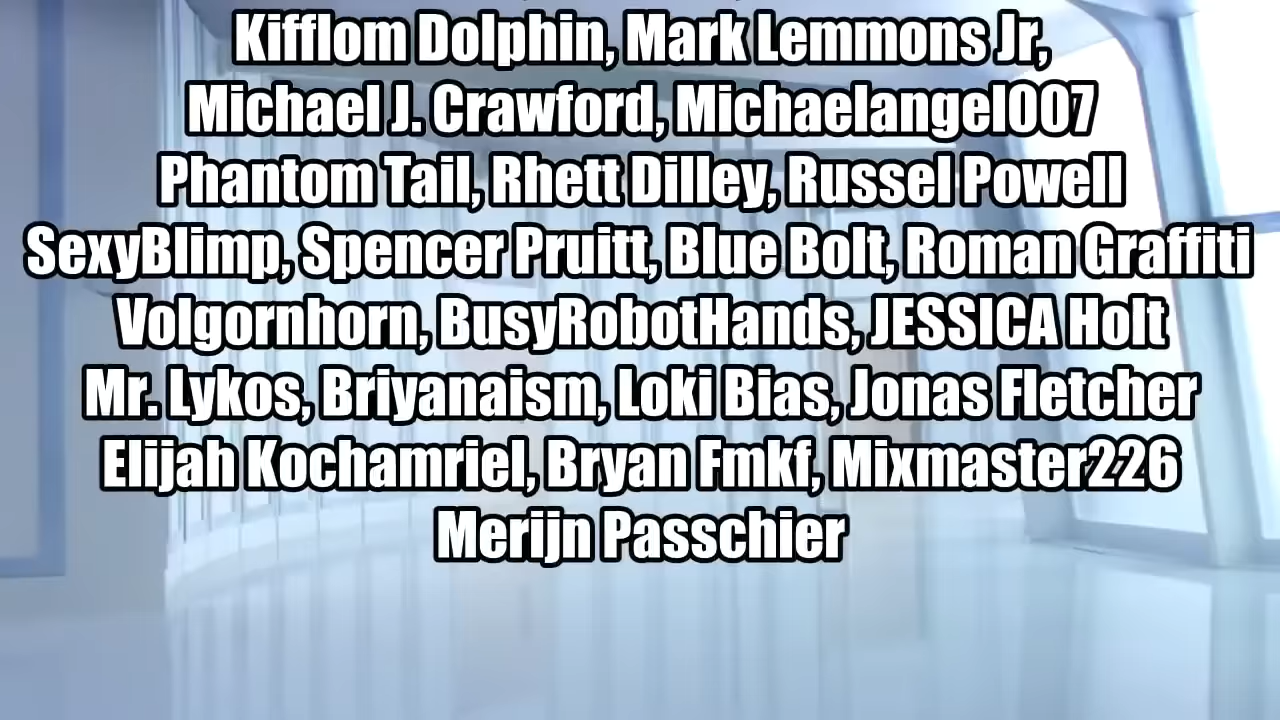 Kifflom Dolphin, Mark Lemmons Jr,
Michael J. Crawford, Michaelangel007
Phantom Tail, Rhett Dilley, Russel Powell
SexyBlimp, Spencer Pruitt, Blue Bolt, Roman Graffiti
Volgornhorn, BusyRobotHands, JESSICA Holt
Mr. Lykos, Briyanaism, Loki Bias, Jonas Fletcher
Elijah Kochamriel, Bryan Fmkf, Mixmaster226
Merijn Passchier